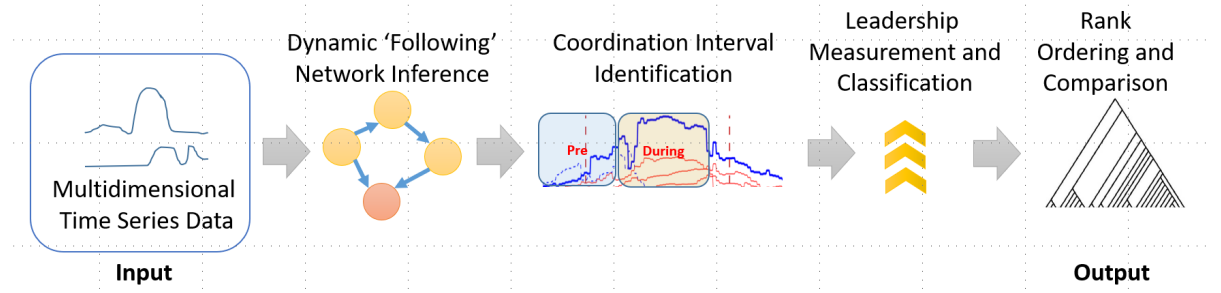 Multidimensional
Time Series Data
Input
Dynamic ‘Following’
Network Inference
Coordination Interval
Identification
Pre
During
Leadership
Measurement and
Classification
Rank
Ordering and
Comparison
Output